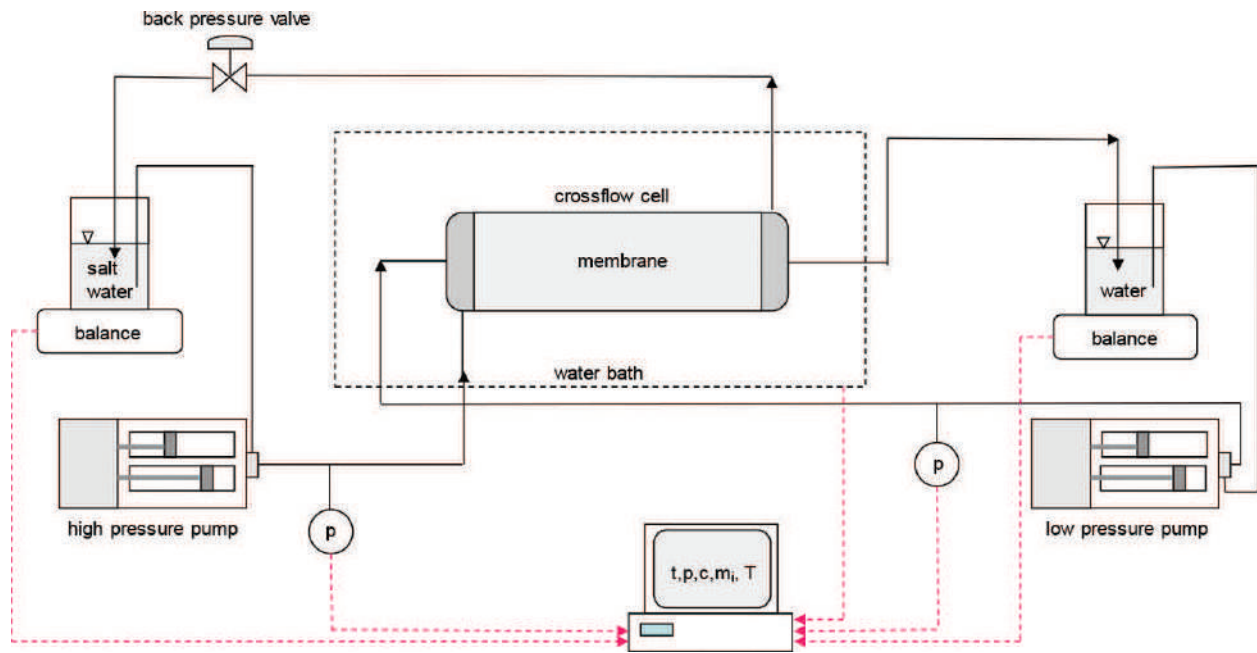 back pressure valve
crossflow cell
membrane
salt
water
water
balance
balance
water bath
p
p
high pressure pump
low pressure pump
t,p,c,mᵢ, T